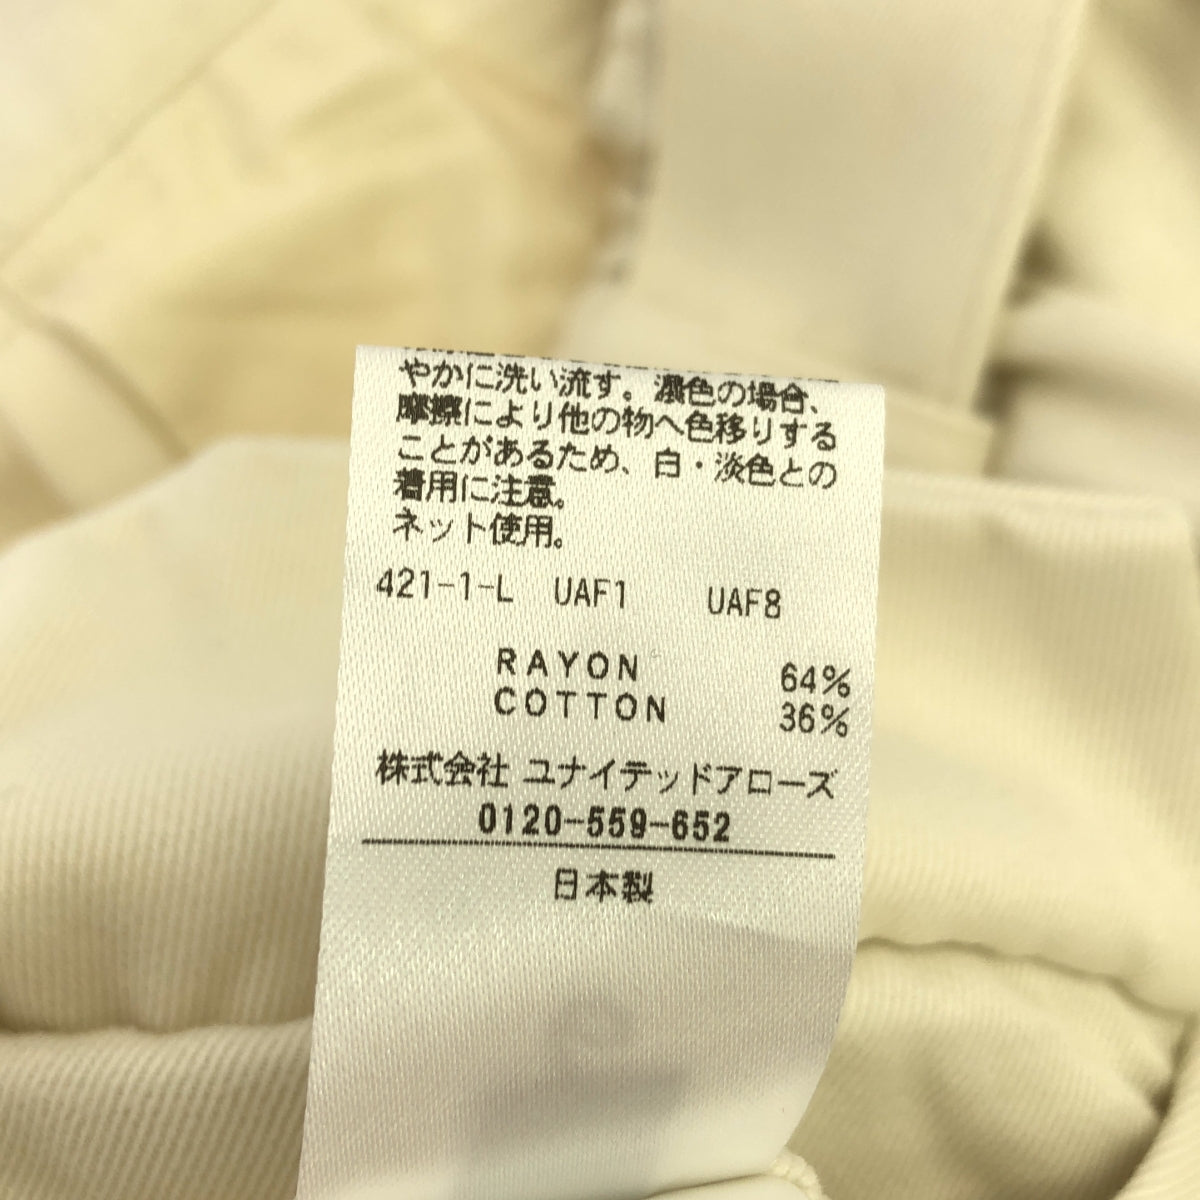 やかに洗い流す。濃色の場合、
摩擦により他の物へ色移りする
ことがあるため、白・淡色との
着用に注意。
ネット使用。
421-1-L UAF1 UAF8
RAYON 64%
COTTON 36%
株式会社 ユナイテッドアローズ
0120-559-652
日本製